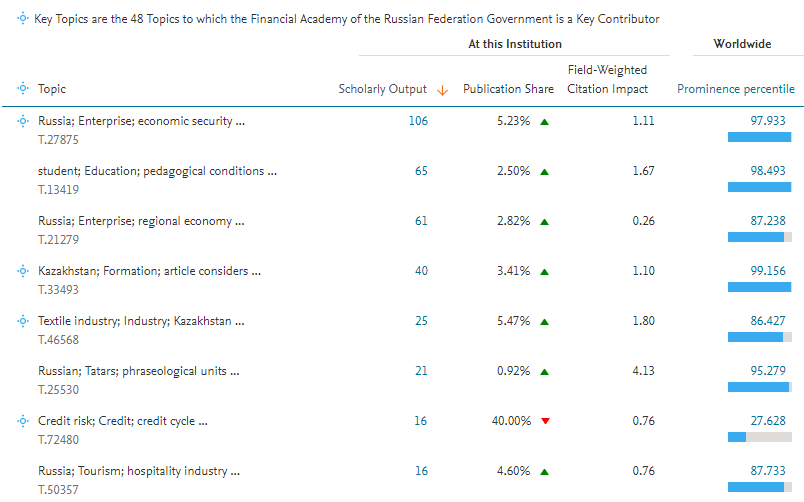 Key Topics are the 48 Topics to which the Financial Academy of the Russian Federation Government is a Key Contributor
At this Institution Worldwide
Field-Weighted
Topic Scholarly Output Publication Share Citation Impact Prominence percentile
Russia; Enterprise; economic security ... 106 5.23% 1.11 97.933
T.27875
student; Education; pedagogical conditions ... 65 2.50% 1.67 98.493
T.13419
Russia; Enterprise; regional economy ... 61 2.82% 0.26 87.238
T.21279
Kazakhstan; Formation; article considers ... 40 3.41% 1.10 99.156
T.33493
Textile industry; Industry; Kazakhstan ... 25 5.47% 1.80 86.427
T.46568
Russian; Tatars; phraseological units ... 21 0.92% 4.13 95.279
T.25530
Credit risk; Credit; credit cycle ... 16 40.00% 0.76 27.628
T.72480
Russia; Tourism; hospitality industry ... 16 4.60% 0.76 87.733
T.50357